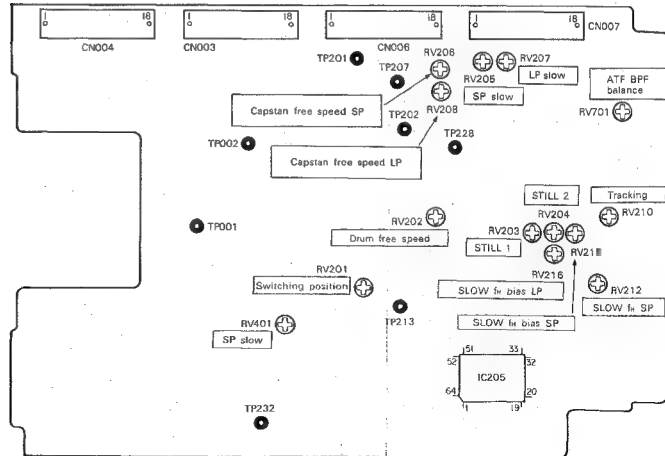 1 18 1 18 1 18 1 18
CN004 CN003 CN006 CN007
TP201
RV206
RV207
TP207
RV205
LP slow
SP slow
ATF BPF
balance
RV701
Capstan free speed SP
RV208
TP202
TP002
Capstan free speed LP
TP228
STILL 2
Tracking
RV202
RV203
RV204
RV210
TP001
Drum free speed
STILL 1
RV201
RV216
RV212
Switching position
SLOW fH bias LP
SLOW fH SP
RV401
TP213
SLOW fH bias SP
SP slow
51 33
52 32
IC205
64 20
1 19
TP232